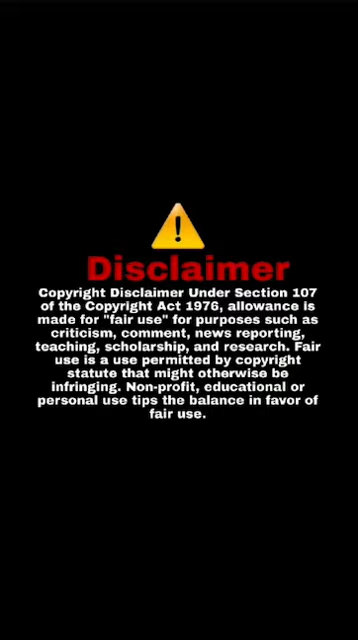 Disclaimer
Copyright Disclaimer Under Section 107
of the Copyright Act 1976, allowance is
made for "fair use" for purposes such as
criticism, comment, news reporting,
teaching, scholarship, and research. Fair
use is a use permitted by copyright
statute that might otherwise be
infringing. Non-profit, educational or
personal use tips the balance in favor of
fair use.